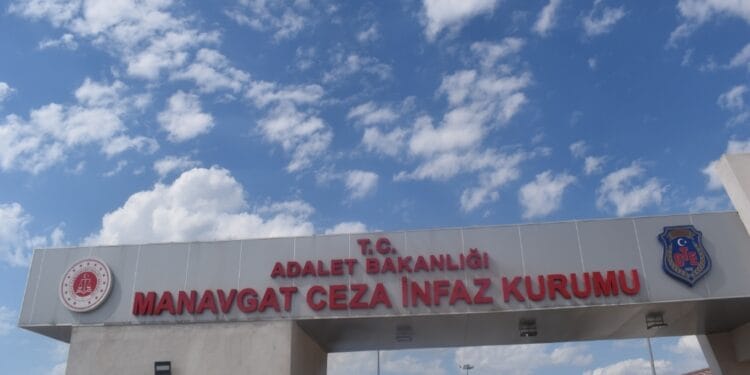 T.C.
ADALET BAKANLIĞI
MANAVGAT CEZA İNFAZ KURUMU